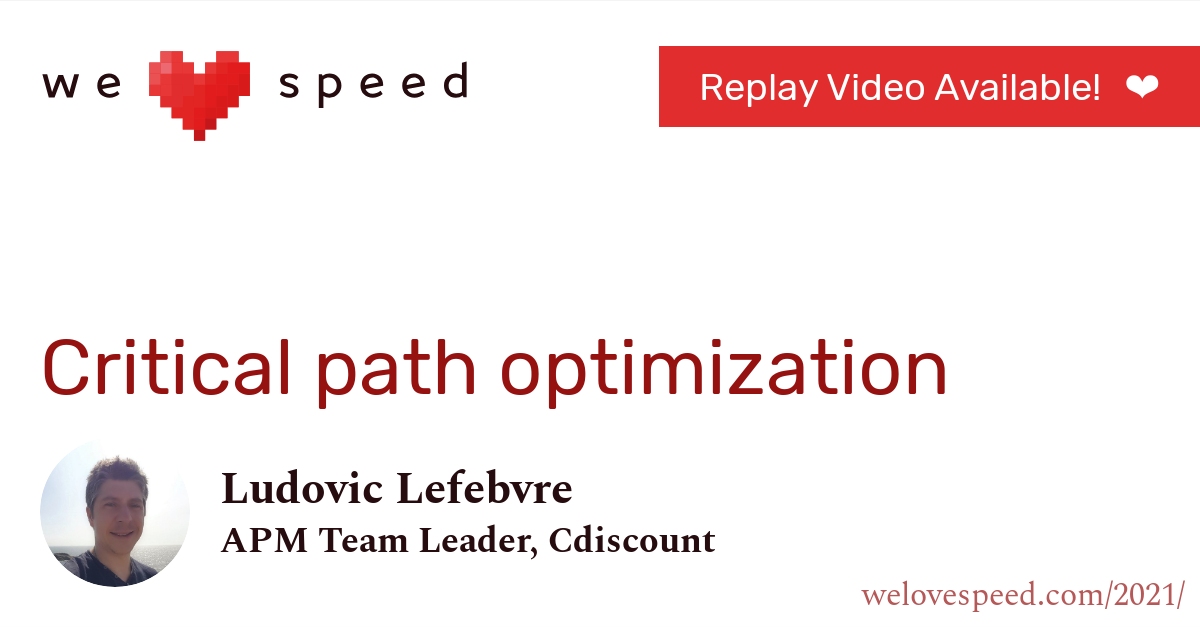 we speed
Replay Video Available! ❤
Critical path optimization
Ludovic Lefebvre
APM Team Leader, Cdiscount
welovespeed.com/2021/